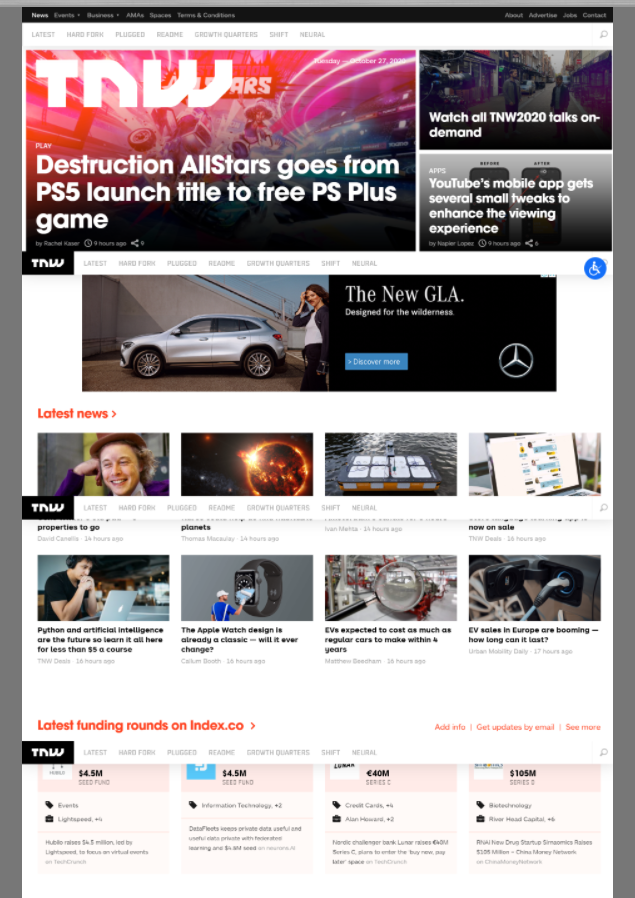 News Events Business AMAs Spaces Terms & Conditions About Advertise Jobs Contact
LATEST HARD FORK PLUGGED README GROWTH QUARTERS SHIFT NEURAL
TNW
Tuesday — October 27, 2020
PLAY
Destruction AllStars goes from
PS5 launch title to free PS Plus
game
by Rachel Kaser 9 hours ago 9
Watch all TNW2020 talks on-
demand
BEFORE AFTER
APPS
YouTube's mobile app gets
several small tweaks to
enhance the viewing
experience
by Napier Lopez 9 hours ago 6
TNW LATEST HARD FORK PLUGGED README GROWTH QUARTERS SHIFT NEURAL
The New GLA.
Designed for the wilderness.
> Discover more
Latest news >
TNW LATEST HARD FORK PLUGGED README GROWTH QUARTERS SHIFT NEURAL
properties to go
David Canellis · 14 hours ago
planets
Thomas Macaulay · 14 hours ago
Ivan Mehta · 14 hours ago
now on sale
TNW Deals · 16 hours ago
Python and artificial intelligence
are the future so learn it all here
for less than $5 a course
TNW Deals · 16 hours ago
The Apple Watch design is
already a classic — will it ever
change?
Callum Booth · 16 hours ago
EVs expected to cost as much as
regular cars to make within 4
years
Matthew Beedham · 16 hours ago
EV sales in Europe are booming —
how long can it last?
Urban Mobility Daily · 17 hours ago
Latest funding rounds on Index.co >
Add info | Get updates by email | See more
TNW LATEST HARD FORK PLUGGED README GROWTH QUARTERS SHIFT NEURAL
HUBILO
$4.5M
SEED FUND
Events
Lightspeed, +4
Hubilo raises $4.5 million, led by
Lightspeed, to focus on virtual events
on TechCrunch
$4.5M
SEED FUND
Information Technology, +2
DataFleets keeps private data useful and
useful data private with federated
learning and $4.5M seed on newsns.AI
LUNAR
€40M
SERIES C
Credit Cards, +4
Alan Howard, +2
Nordic challenger bank Lunar raises €40M
Series C, plans to enter the 'buy now, pay
later' space on TechCrunch
$105M
SERIES D
Biotechnology
River Head Capital, +6
RNAi New Drug Startup Sirnaomics Raises
$105 Million – China Money Network
on ChinaMoneyNetwork